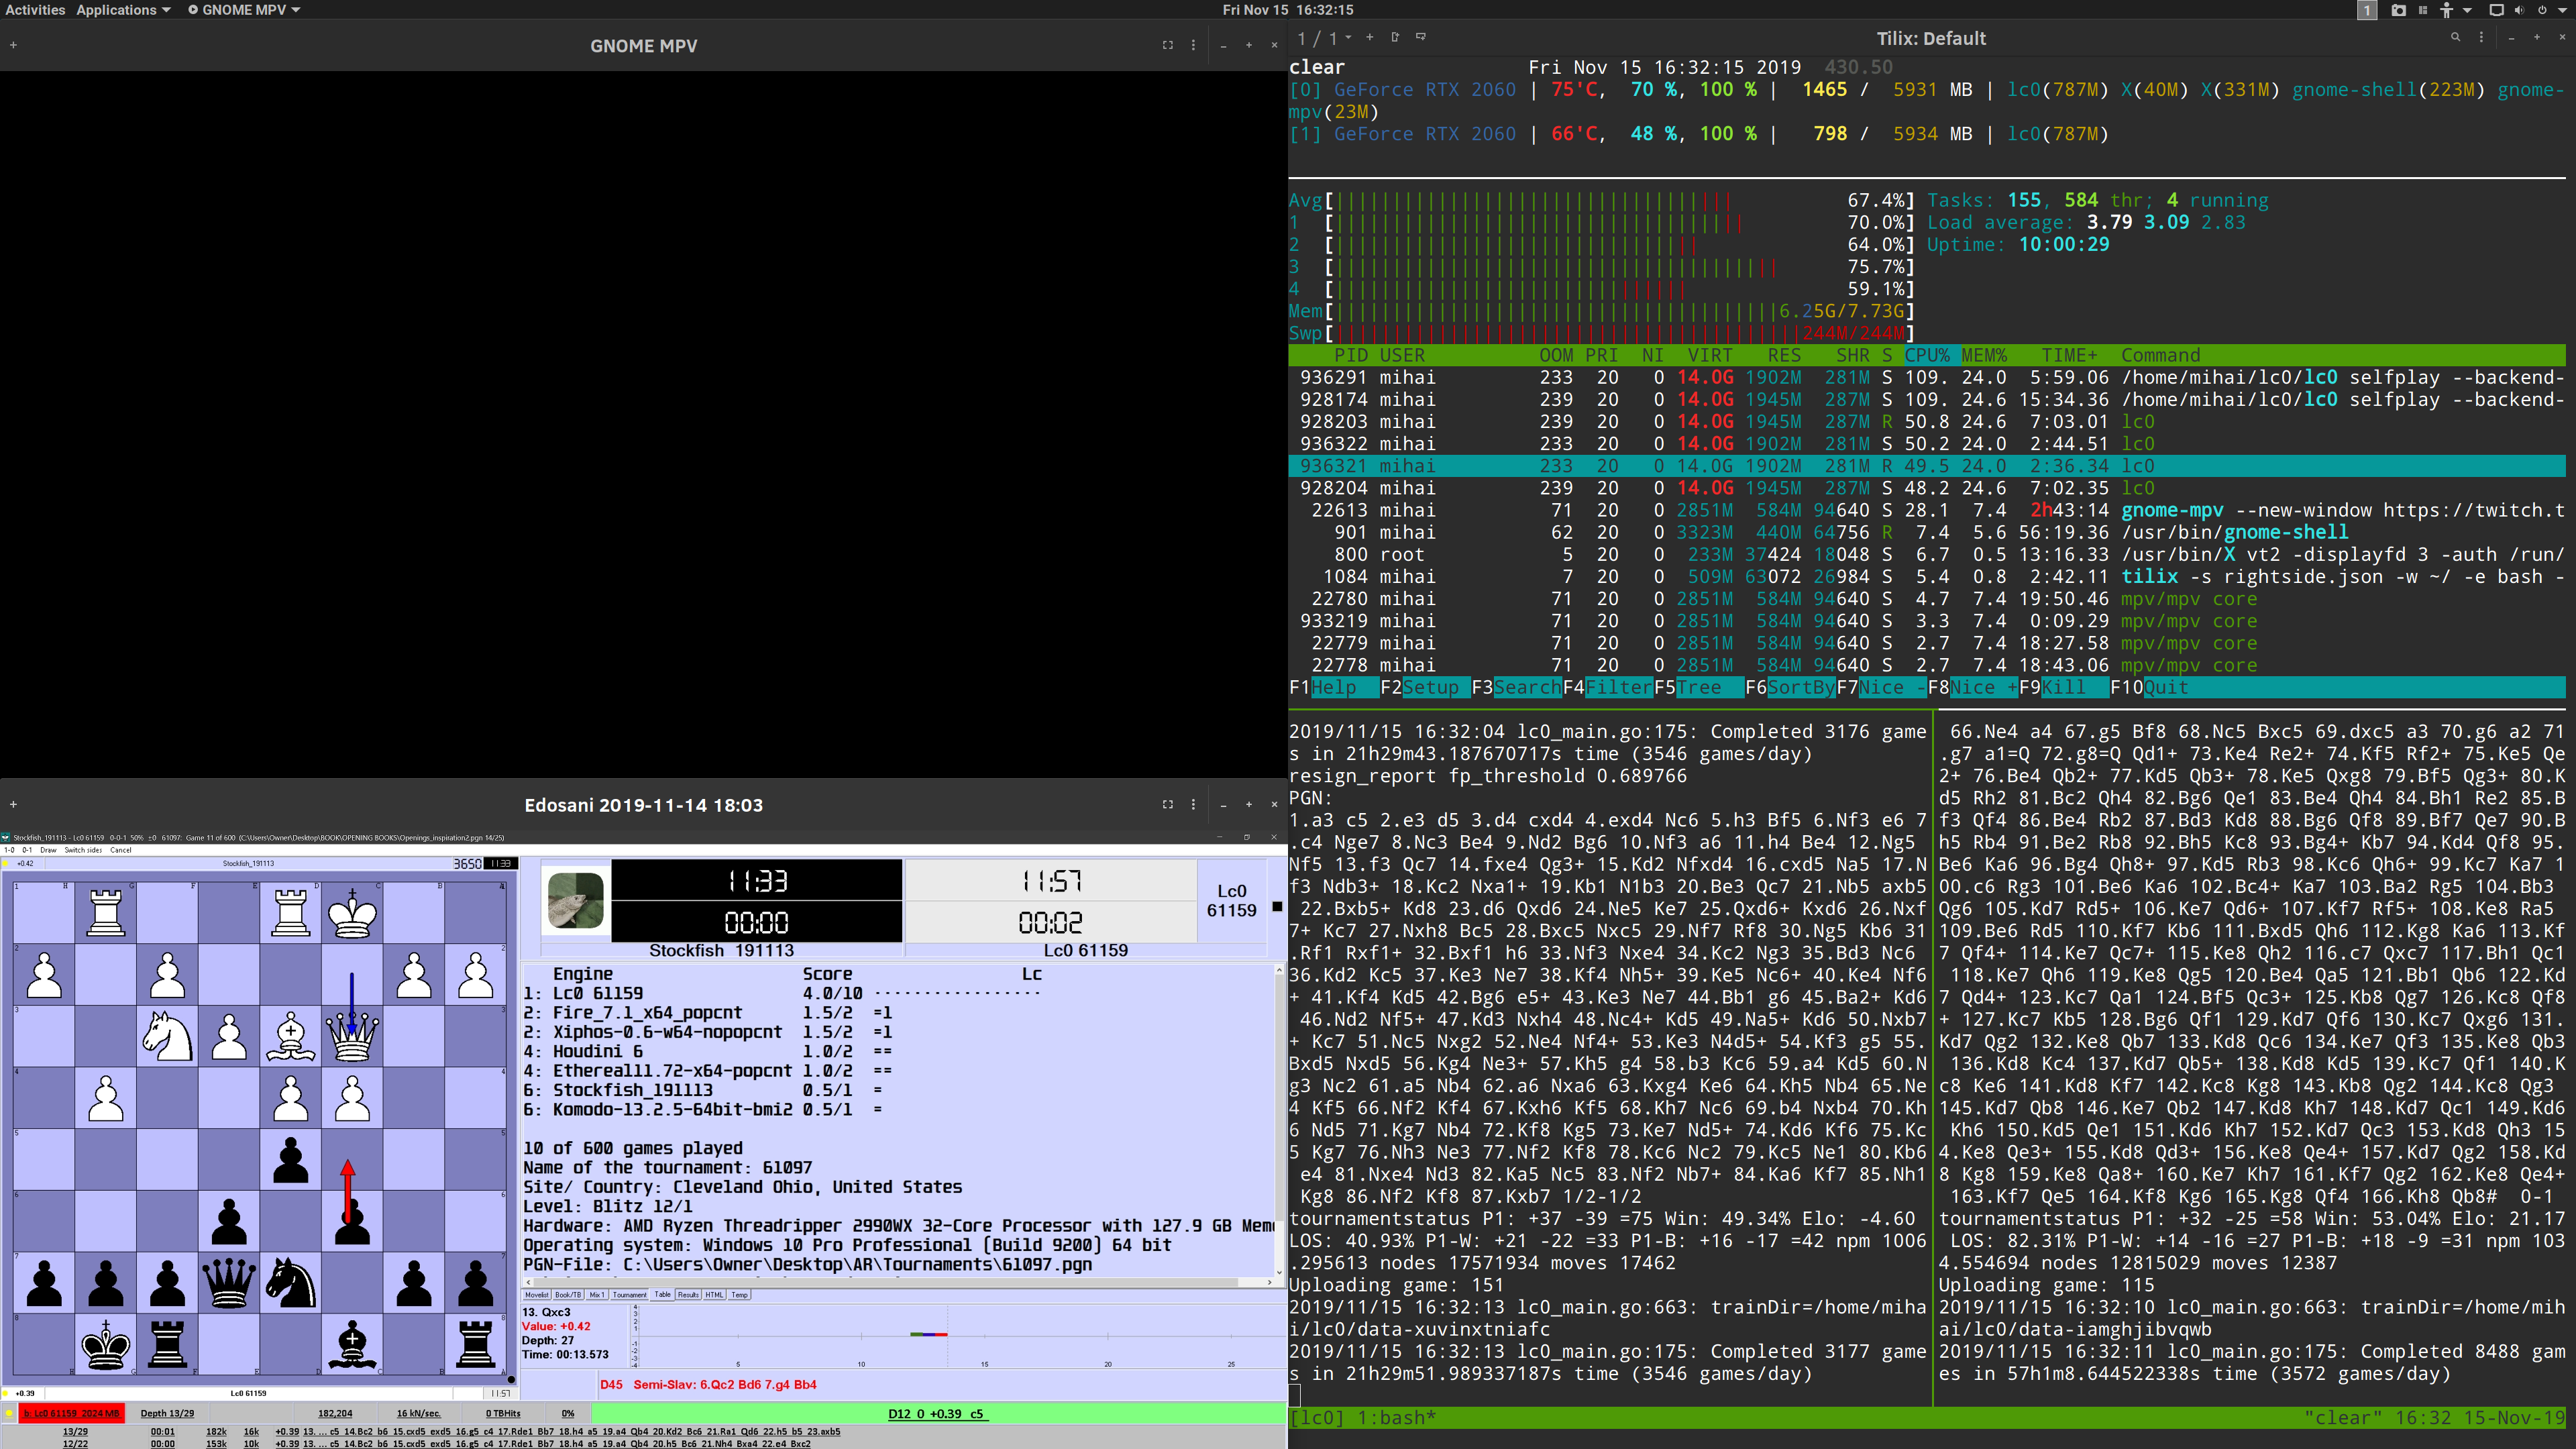 Activities Applications GNOME MPV
Fri Nov 15 16:32:15
1
GNOME MPV
1 / 1
Tilix: Default
clear Fri Nov 15 16:32:15 2019 430.50
[0] GeForce RTX 2060 | 75'C, 70 %, 100 % | 1465 / 5931 MB | lc0(787M) X(40M) X(331M) gnome-shell(223M) gnome-
mpv(23M)
[1] GeForce RTX 2060 | 66'C, 48 %, 100 % | 798 / 5934 MB | lc0(787M)
Avg[ 67.4%] Tasks: 155, 584 thr; 4 running
1 [ 70.0%] Load average: 3.79 3.09 2.83
2 [ 64.0%] Uptime: 10:00:29
3 [ 75.7%]
4 [ 59.1%]
Mem[ 6.25G/7.73G]
Swp[ 244M/244M]
PID USER OOM PRI NI VIRT RES SHR S CPU% MEM% TIME+ Command
936291 mihai 233 20 0 14.0G 1902M 281M S 109. 24.0 5:59.06 /home/mihai/lc0/lc0 selfplay --backend-
928174 mihai 239 20 0 14.0G 1945M 287M S 109. 24.6 15:34.36 /home/mihai/lc0/lc0 selfplay --backend-
928203 mihai 239 20 0 14.0G 1945M 287M R 50.8 24.6 7:03.01 lc0
936322 mihai 233 20 0 14.0G 1902M 281M S 50.2 24.0 2:44.51 lc0
936321 mihai 233 20 0 14.0G 1902M 281M R 49.5 24.0 2:36.34 lc0
928204 mihai 239 20 0 14.0G 1945M 287M S 48.2 24.6 7:02.35 lc0
22613 mihai 71 20 0 2851M 584M 94640 S 28.1 7.4 2h43:14 gnome-mpv --new-window https://twitch.t
901 mihai 62 20 0 3323M 440M 64756 R 7.4 5.6 56:19.36 /usr/bin/gnome-shell
800 root 5 20 0 233M 37424 18048 S 6.7 0.5 13:16.33 /usr/bin/X vt2 -displayfd 3 -auth /run/
1084 mihai 7 20 0 509M 63072 26984 S 5.4 0.8 2:42.11 tilix -s rightside.json -w ~/ -e bash -
22780 mihai 71 20 0 2851M 584M 94640 S 4.7 7.4 19:50.46 mpv/mpv core
933219 mihai 71 20 0 2851M 584M 94640 S 3.3 7.4 0:09.29 mpv/mpv core
22779 mihai 71 20 0 2851M 584M 94640 S 2.7 7.4 18:27.58 mpv/mpv core
22778 mihai 71 20 0 2851M 584M 94640 S 2.7 7.4 18:43.06 mpv/mpv core
F1Help F2Setup F3SearchF4FilterF5Tree F6SortByF7Nice -F8Nice +F9Kill F10Quit
2019/11/15 16:32:04 lc0_main.go:175: Completed 3176 game
s in 21h29m43.187670717s time (3546 games/day)
resign_report fp_threshold 0.689766
PGN:
1.a3 c5 2.e3 d5 3.d4 cxd4 4.exd4 Nc6 5.h3 Bf5 6.Nf3 e6 7
.c4 Nge7 8.Nc3 Be4 9.Nd2 Bg6 10.Nf3 a6 11.h4 Be4 12.Ng5
Nf5 13.f3 Qc7 14.fxe4 Qg3+ 15.Kd2 Nfxd4 16.cxd5 Na5 17.N
f3 Ndb3+ 18.Kc2 Nxa1+ 19.Kb1 N1b3 20.Be3 Qc7 21.Nb5 axb5
22.Bxb5+ Kd8 23.d6 Qxd6 24.Ne5 Ke7 25.Qxd6+ Kxd6 26.Nxf
7+ Kc7 27.Nxh8 Bc5 28.Bxc5 Nxc5 29.Nf7 Rf8 30.Ng5 Kb6 31
.Rf1 Rxf1+ 32.Bxf1 h6 33.Nf3 Nxe4 34.Kc2 Ng3 35.Bd3 Nc6
36.Kd2 Kc5 37.Ke3 Ne7 38.Kf4 Nh5+ 39.Ke5 Nc6+ 40.Ke4 Nf6
+ 41.Kf4 Kd5 42.Bg6 e5+ 43.Ke3 Ne7 44.Bb1 g6 45.Ba2+ Kd6
46.Nd2 Nf5+ 47.Kd3 Nxh4 48.Nc4+ Kd5 49.Na5+ Kd6 50.Nxb7
+ Kc7 51.Nc5 Nxg2 52.Ne4 Nf4+ 53.Ke3 N4d5+ 54.Kf3 g5 55.
Bxd5 Nxd5 56.Kg4 Ne3+ 57.Kh5 g4 58.b3 Kc6 59.a4 Kd5 60.N
g3 Nc2 61.a5 Nb4 62.a6 Nxa6 63.Kxg4 Ke6 64.Kh5 Nb4 65.Ne
4 Kf5 66.Nf2 Kf4 67.Kxh6 Kf5 68.Kh7 Nc6 69.b4 Nxb4 70.Kh
6 Nd5 71.Kg7 Nb4 72.Kf8 Kg5 73.Ke7 Nd5+ 74.Kd6 Kf6 75.Kc
5 Kg7 76.Nh3 Ne3 77.Nf2 Kf8 78.Kc6 Nc2 79.Kc5 Ne1 80.Kb6
e4 81.Nxe4 Nd3 82.Ka5 Nc5 83.Nf2 Nb7+ 84.Ka6 Kf7 85.Nh1
Kg8 86.Nf2 Kf8 87.Kxb7 1/2-1/2
tournamentstatus P1: +37 -39 =75 Win: 49.34% Elo: -4.60
LOS: 40.93% P1-W: +21 -22 =33 P1-B: +16 -17 =42 npm 1006
.295613 nodes 17571934 moves 17462
Uploading game: 151
2019/11/15 16:32:13 lc0_main.go:663: trainDir=/home/miha
i/lc0/data-xuvinxtniafc
2019/11/15 16:32:13 lc0_main.go:175: Completed 3177 game
s in 21h29m51.989337187s time (3546 games/day)
66.Ne4 a4 67.g5 Bf8 68.Nc5 Bxc5 69.dxc5 a3 70.g6 a2 71
.g7 a1=Q 72.g8=Q Qd1+ 73.Ke4 Re2+ 74.Kf5 Rf2+ 75.Ke5 Qe
2+ 76.Be4 Qb2+ 77.Kd5 Qb3+ 78.Ke5 Qxg8 79.Bf5 Qg3+ 80.K
d5 Rh2 81.Bc2 Qh4 82.Bg6 Qe1 83.Be4 Qh4 84.Bh1 Re2 85.B
f3 Qf4 86.Be4 Rb2 87.Bd3 Kd8 88.Bg6 Qf8 89.Bf7 Qe7 90.B
h5 Rb4 91.Be2 Rb8 92.Bh5 Kc8 93.Bg4+ Kb7 94.Kd4 Qf8 95.
Be6 Ka6 96.Bg4 Qh8+ 97.Kd5 Rb3 98.Kc6 Qh6+ 99.Kc7 Ka7 1
00.c6 Rg3 101.Be6 Ka6 102.Bc4+ Ka7 103.Ba2 Rg5 104.Bb3
Qg6 105.Kd7 Rd5+ 106.Ke7 Qd6+ 107.Kf7 Rf5+ 108.Ke8 Ra5
109.Be6 Rd5 110.Kf7 Kb6 111.Bxd5 Qh6 112.Kg8 Ka6 113.Kf
7 Qf4+ 114.Ke7 Qc7+ 115.Ke8 Qh2 116.c7 Qxc7 117.Bh1 Qc1
118.Ke7 Qh6 119.Ke8 Qg5 120.Be4 Qa5 121.Bb1 Qb6 122.Kd
7 Qd4+ 123.Kc7 Qa1 124.Bf5 Qc3+ 125.Kb8 Qg7 126.Kc8 Qf8
+ 127.Kc7 Kb5 128.Bg6 Qf1 129.Kd7 Qf6 130.Kc7 Qxg6 131.
Kd7 Qg2 132.Ke8 Qb7 133.Kd8 Qc6 134.Ke7 Qf3 135.Ke8 Qb3
136.Kd8 Kc4 137.Kd7 Qb5+ 138.Kd8 Kd5 139.Kc7 Qf1 140.K
c8 Ke6 141.Kd8 Kf7 142.Kc8 Kg8 143.Kb8 Qg2 144.Kc8 Qg3
145.Kd7 Qb8 146.Ke7 Qb2 147.Kd8 Kh7 148.Kd7 Qc1 149.Kd6
Kh6 150.Kd5 Qe1 151.Kd6 Kh7 152.Kd7 Qc3 153.Kd8 Qh3 15
4.Ke8 Qe3+ 155.Kd8 Qd3+ 156.Ke8 Qe4+ 157.Kd7 Qg2 158.Kd
8 Kg8 159.Ke8 Qa8+ 160.Ke7 Kh7 161.Kf7 Qg2 162.Ke8 Qe4+
163.Kf7 Qe5 164.Kf8 Kg6 165.Kg8 Qf4 166.Kh8 Qb8# 0-1
tournamentstatus P1: +32 -25 =58 Win: 53.04% Elo: 21.17
LOS: 82.31% P1-W: +14 -16 =27 P1-B: +18 -9 =31 npm 103
4.554694 nodes 12815029 moves 12387
Uploading game: 115
2019/11/15 16:32:10 lc0_main.go:663: trainDir=/home/mih
ai/lc0/data-iamghjibvqwb
2019/11/15 16:32:11 lc0_main.go:175: Completed 8488 gam
es in 57h1m8.644522338s time (3572 games/day)
[lc0] 1:bash* "clear" 16:32 15-Nov-19
Edosani 2019-11-14 18:03
Stockfish_191113 - Lc0 61159 0-0-1 50% ±0 61097: Game 11 of 600 (C:\Users\Owner\Desktop\BOOK\OPENING BOOKS\Openings_inspiration2.pgn 14/25)
1-0 0-1 Draw Switch sides Cancel
+0.42 Stockfish_191113 3650 11:33
11:33 11:57
00:00 00:02
Lc0
61159
Stockfish 191113 Lc0 61159
Engine Score Lc
1: Lc0 61159 4.0/10 · · · · · · · · · ·
2: Fire_7.1_x64_popcnt 1.5/2 =1
2: Xiphos-0.6-w64-nopopcnt 1.5/2 =1
4: Houdini 6 1.0/2 ==
4: Ethereal11.72-x64-popcnt 1.0/2 ==
6: Stockfish_191113 0.5/1 =
6: Komodo-13.2.5-64bit-bmi2 0.5/1 =
10 of 600 games played
Name of the tournament: 61097
Site/ Country: Cleveland Ohio, United States
Level: Blitz 12/1
Hardware: AMD Ryzen Threadripper 2990WX 32-Core Processor with 127.9 GB Mem
Operating system: Windows 10 Pro Professional (Build 9200) 64 bit
PGN-File: C:\Users\Owner\Desktop\AR\Tournaments\61097.pgn
Movelist Book/TB Mix 1 Tournament Table Results HTML Temp
13. Qxc3
Value: +0.42
Depth: 27
Time: 00:13.573
5 10 15 20 25
D45 Semi-Slav: 6.Qc2 Bd6 7.g4 Bb4
+0.39 Lc0 61159 11:57
b: Lc0 61159 2024 MB Depth 13/29 182,204 16 kN/sec. 0 TBHits 0% D12 0 +0.39 c5
13/29 00:01 182k 16k +0.39 13. ... c5 14.Bc2 b6 15.cxd5 exd5 16.g5 c4 17.Rde1 Bb7 18.h4 a5 19.a4 Qb4 20.Kd2 Bc6 21.Ra1 Qd6 22.h5 b5 23.axb5
12/22 00:00 153k 10k +0.39 13. ... c5 14.Bc2 b6 15.cxd5 exd5 16.g5 c4 17.Rde1 Bb7 18.h4 a5 19.a4 Qb4 20.h5 Bc6 21.Nh4 Bxa4 22.e4 Bxc2